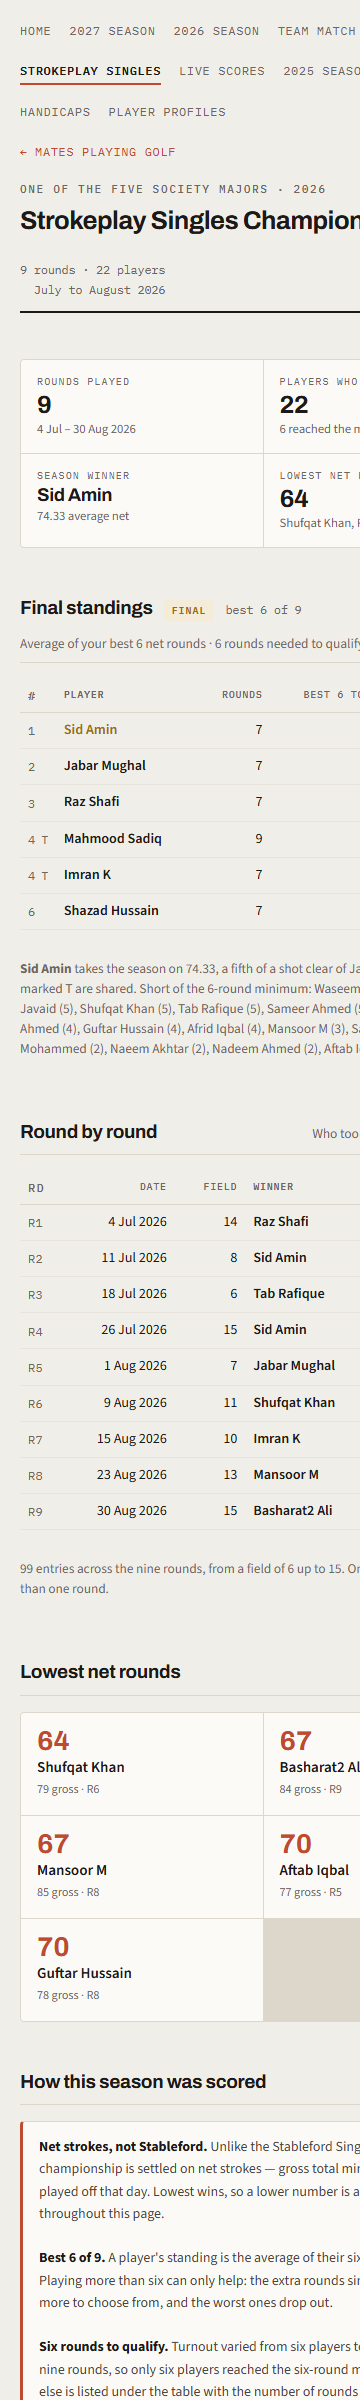 HOME 2027 SEASON 2026 SEASON TEAM MATCH
STROKEPLAY SINGLES LIVE SCORES 2025 SEASO
HANDICAPS PLAYER PROFILES
← MATES PLAYING GOLF
ONE OF THE FIVE SOCIETY MAJORS · 2026
Strokeplay Singles Champion
9 rounds · 22 players
July to August 2026
ROUNDS PLAYED
9
4 Jul – 30 Aug 2026
PLAYERS WHO
22
6 reached the m
SEASON WINNER
Sid Amin
74.33 average net
LOWEST NET
64
Shufqat Khan,
Final standings FINAL best 6 of 9
Average of your best 6 net rounds · 6 rounds needed to qualify
# PLAYER ROUNDS BEST 6 TO
1 Sid Amin 7
2 Jabar Mughal 7
3 Raz Shafi 7
4 T Mahmood Sadiq 9
4 T Imran K 7
6 Shazad Hussain 7
Sid Amin takes the season on 74.33, a fifth of a shot clear of Ja
marked T are shared. Short of the 6-round minimum: Waseem
Javaid (5), Shufqat Khan (5), Tab Rafique (5), Sameer Ahmed (
Ahmed (4), Guftar Hussain (4), Afrid Iqbal (4), Mansoor M (3), Sa
Mohammed (2), Naeem Akhtar (2), Nadeem Ahmed (2), Aftab I
Round by round Who too
RD DATE FIELD WINNER
R1 4 Jul 2026 14 Raz Shafi
R2 11 Jul 2026 8 Sid Amin
R3 18 Jul 2026 6 Tab Rafique
R4 26 Jul 2026 15 Sid Amin
R5 1 Aug 2026 7 Jabar Mughal
R6 9 Aug 2026 11 Shufqat Khan
R7 15 Aug 2026 10 Imran K
R8 23 Aug 2026 13 Mansoor M
R9 30 Aug 2026 15 Basharat2 Ali
99 entries across the nine rounds, from a field of 6 up to 15. On
than one round.
Lowest net rounds
64
Shufqat Khan
79 gross · R6
67
Basharat2 Al
84 gross · R9
67
Mansoor M
85 gross · R8
70
Aftab Iqbal
77 gross · R5
70
Guftar Hussain
78 gross · R8
How this season was scored
Net strokes, not Stableford. Unlike the Stableford Sing
championship is settled on net strokes — gross total min
played off that day. Lowest wins, so a lower number is a
throughout this page.
Best 6 of 9. A player's standing is the average of their six
Playing more than six can only help: the extra rounds sim
more to choose from, and the worst ones drop out.
Six rounds to qualify. Turnout varied from six players to
nine rounds, so only six players reached the six-round m
else is listed under the table with the number of rounds